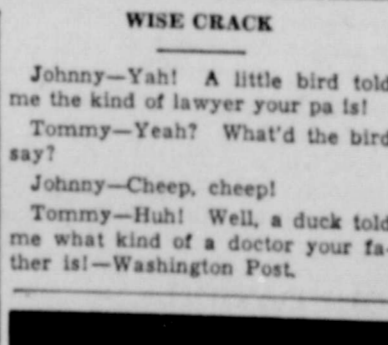 WISE CRACK
Johnny—Yah! A little bird told
me the kind of lawyer your pa is!
Tommy—Yeah? What'd the bird
say?
Johnny—Cheep, cheep!
Tommy—Huh! Well, a duck told
me what kind of a doctor your fa-
ther is!—Washington Post.